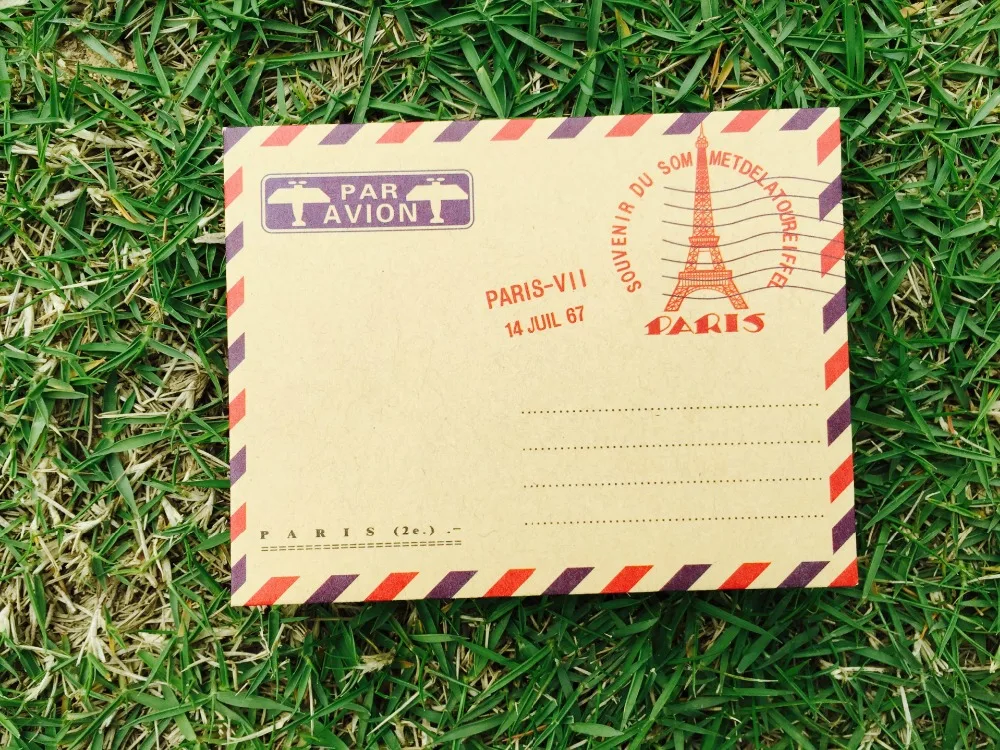 PAR
AVION
SOUVENIR DU SOMMETDELATOUREIFFEL
PARIS-VII
14 JUIL 67
PARIS
PARIS (2e.) .-